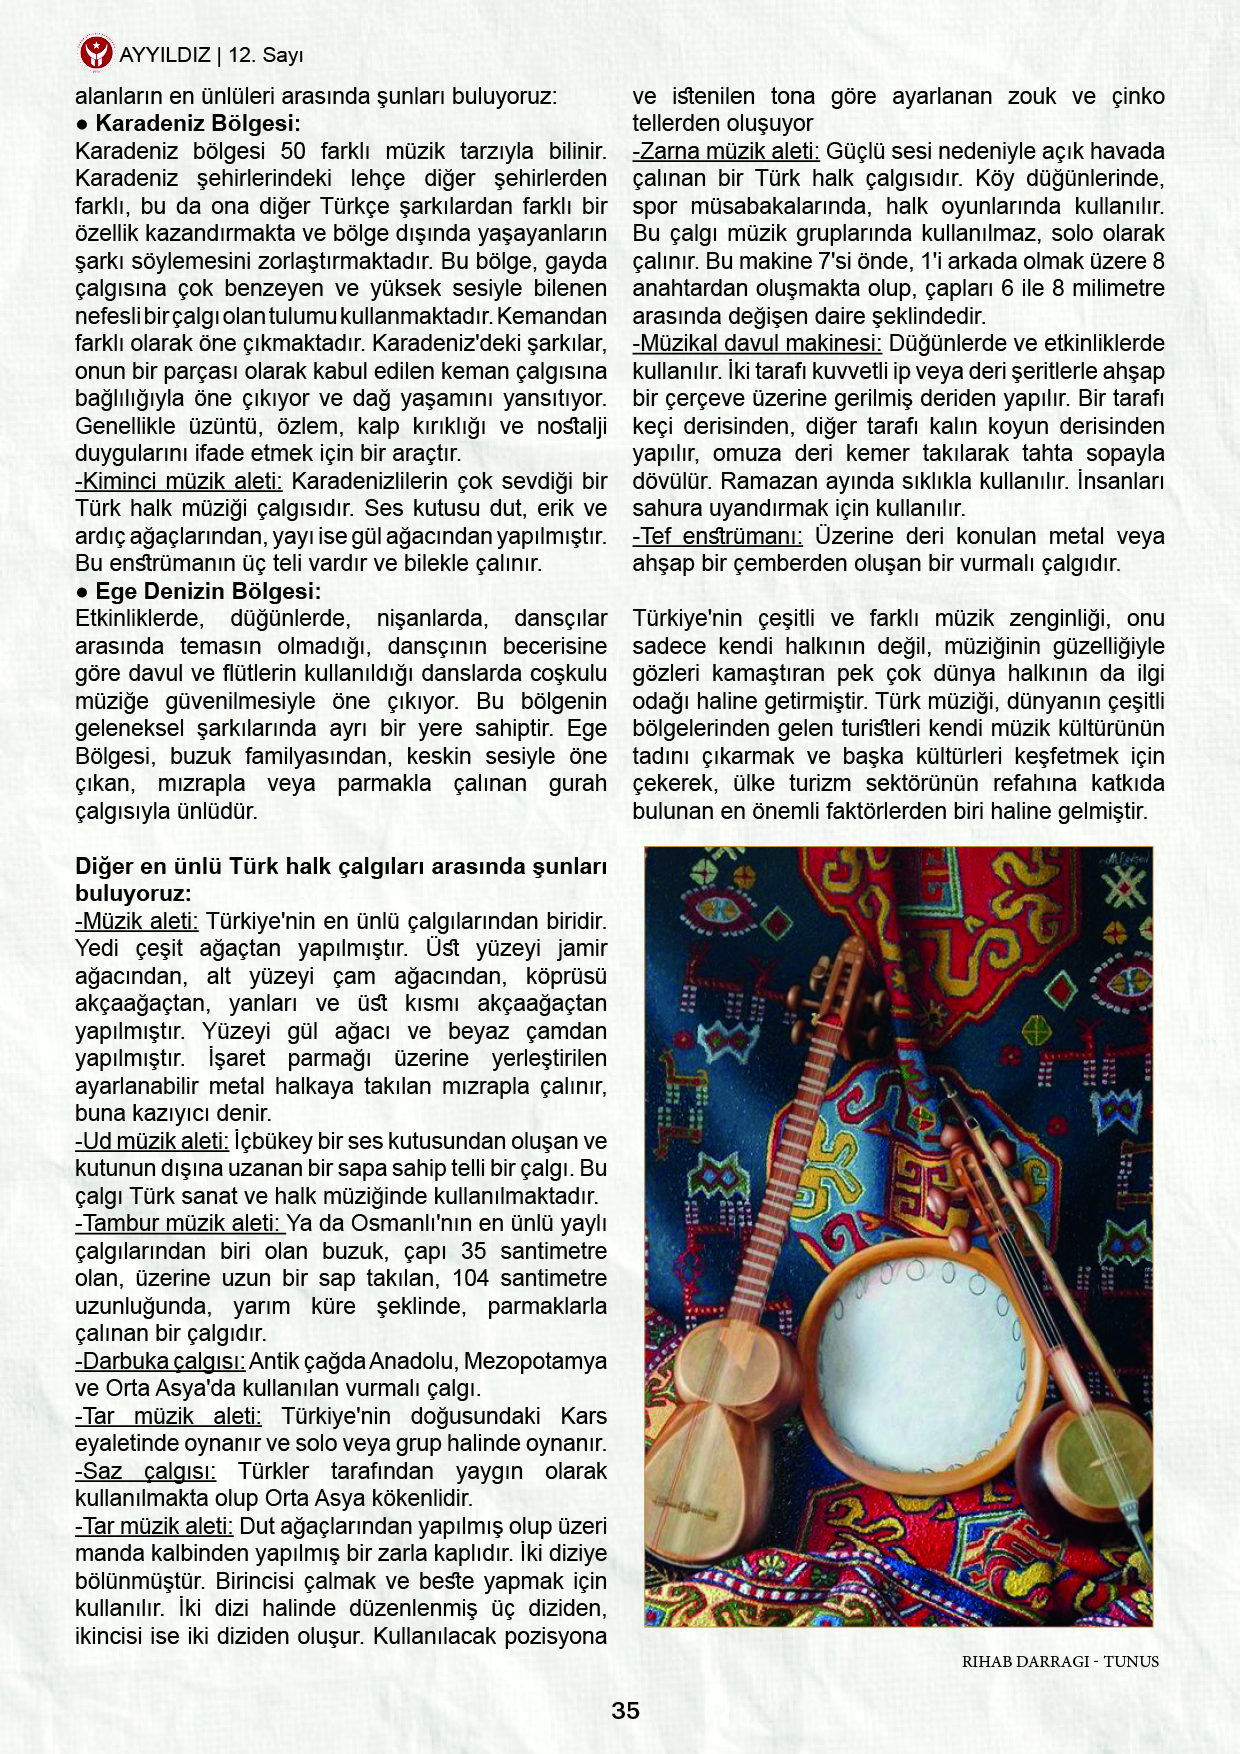 AYYILDIZ | 12. Sayı
alanların en ünlüleri arasında şunları buluyoruz:
● Karadeniz Bölgesi:
Karadeniz bölgesi 50 farklı müzik tarzıyla bilinir.
Karadeniz şehirlerindeki lehçe diğer şehirlerden
farklı, bu da ona diğer Türkçe şarkılardan farklı bir
özellik kazandırmakta ve bölge dışında yaşayanların
şarkı söylemesini zorlaştırmaktadır. Bu bölge, gayda
çalgısına çok benzeyen ve yüksek sesiyle bilenen
nefesli bir çalgı olan tulumu kullanmaktadır. Kemandan
farklı olarak öne çıkmaktadır. Karadeniz'deki şarkılar,
onun bir parçası olarak kabul edilen keman çalgısına
bağlılığıyla öne çıkıyor ve dağ yaşamını yansıtıyor.
Genellikle üzüntü, özlem, kalp kırıklığı ve nostalji
duygularını ifade etmek için bir araçtır.
-Kiminci müzik aleti: Karadenizlilerin çok sevdiği bir
Türk halk müziği çalgısıdır. Ses kutusu dut, erik ve
ardıç ağaçlarından, yayı ise gül ağacından yapılmıştır.
Bu enstrümanın üç teli vardır ve bilekle çalınır.
● Ege Denizin Bölgesi:
Etkinliklerde, düğünlerde, nişanlarda, dansçılar
arasında temasın olmadığı, dansçının becerisine
göre davul ve flütlerin kullanıldığı danslarda coşkulu
müziğe güvenilmesiyle öne çıkıyor. Bu bölgenin
geleneksel şarkılarında ayrı bir yere sahiptir. Ege
Bölgesi, buzuk familyasından, keskin sesiyle öne
çıkan, mızrapla veya parmakla çalınan gurah
çalgısıyla ünlüdür.
Diğer en ünlü Türk halk çalgıları arasında şunları
buluyoruz:
-Müzik aleti: Türkiye'nin en ünlü çalgılarından biridir.
Yedi çeşit ağaçtan yapılmıştır. Üst yüzeyi jamir
ağacından, alt yüzeyi çam ağacından, köprüsü
akçaağaçtan, yanları ve üst kısmı akçaağaçtan
yapılmıştır. Yüzeyi gül ağacı ve beyaz çamdan
yapılmıştır. İşaret parmağı üzerine yerleştirilen
ayarlanabilir metal halkaya takılan mızrapla çalınır,
buna kazıyıcı denir.
-Ud müzik aleti: İçbükey bir ses kutusundan oluşan ve
kutunun dışına uzanan bir sapa sahip telli bir çalgı. Bu
çalgı Türk sanat ve halk müziğinde kullanılmaktadır.
-Tambur müzik aleti: Ya da Osmanlı'nın en ünlü yaylı
çalgılarından biri olan buzuk, çapı 35 santimetre
olan, üzerine uzun bir sap takılan, 104 santimetre
uzunluğunda, yarım küre şeklinde, parmaklarla
çalınan bir çalgıdır.
-Darbuka çalgısı: Antik çağda Anadolu, Mezopotamya
ve Orta Asya'da kullanılan vurmalı çalgı.
-Tar müzik aleti: Türkiye'nin doğusundaki Kars
eyaletinde oynanır ve solo veya grup halinde oynanır.
-Saz çalgısı: Türkler tarafından yaygın olarak
kullanılmakta olup Orta Asya kökenlidir.
-Tar müzik aleti: Dut ağaçlarından yapılmış olup üzeri
manda kalbinden yapılmış bir zarla kaplıdır. İki diziye
bölünmüştür. Birincisi çalmak ve beste yapmak için
kullanılır. İki dizi halinde düzenlenmiş üç diziden,
ikincisi ise iki diziden oluşur. Kullanılacak pozisyona
ve istenilen tona göre ayarlanan zouk ve çinko
tellerden oluşuyor
-Zarna müzik aleti: Güçlü sesi nedeniyle açık havada
çalınan bir Türk halk çalgısıdır. Köy düğünlerinde,
spor müsabakalarında, halk oyunlarında kullanılır.
Bu çalgı müzik gruplarında kullanılmaz, solo olarak
çalınır. Bu makine 7'si önde, 1'i arkada olmak üzere 8
anahtardan oluşmakta olup, çapları 6 ile 8 milimetre
arasında değişen daire şeklindedir.
-Müzikal davul makinesi: Düğünlerde ve etkinliklerde
kullanılır. İki tarafı kuvvetli ip veya deri şeritlerle ahşap
bir çerçeve üzerine gerilmiş deriden yapılır. Bir tarafı
keçi derisinden, diğer tarafı kalın koyun derisinden
yapılır, omuza deri kemer takılarak tahta sopayla
dövülür. Ramazan ayında sıklıkla kullanılır. İnsanları
sahura uyandırmak için kullanılır.
-Tef enstrümanı: Üzerine deri konulan metal veya
ahşap bir çemberden oluşan bir vurmalı çalgıdır.
Türkiye'nin çeşitli ve farklı müzik zenginliği, onu
sadece kendi halkının değil, müziğinin güzelliğiyle
gözleri kamaştıran pek çok dünya halkının da ilgi
odağı haline getirmiştir. Türk müziği, dünyanın çeşitli
bölgelerinden gelen turistleri kendi müzik kültürünün
tadını çıkarmak ve başka kültürleri keşfetmek için
çekerek, ülke turizm sektörünün refahına katkıda
bulunan en önemli faktörlerden biri haline gelmiştir.
RIHAB DARRAGI - TUNUS
35